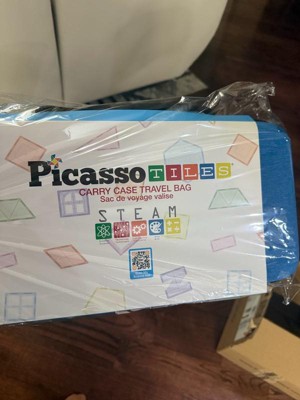 PicassoTILES
CARRY CASE TRAVEL BAG
Sac de voyage valise
STEAM